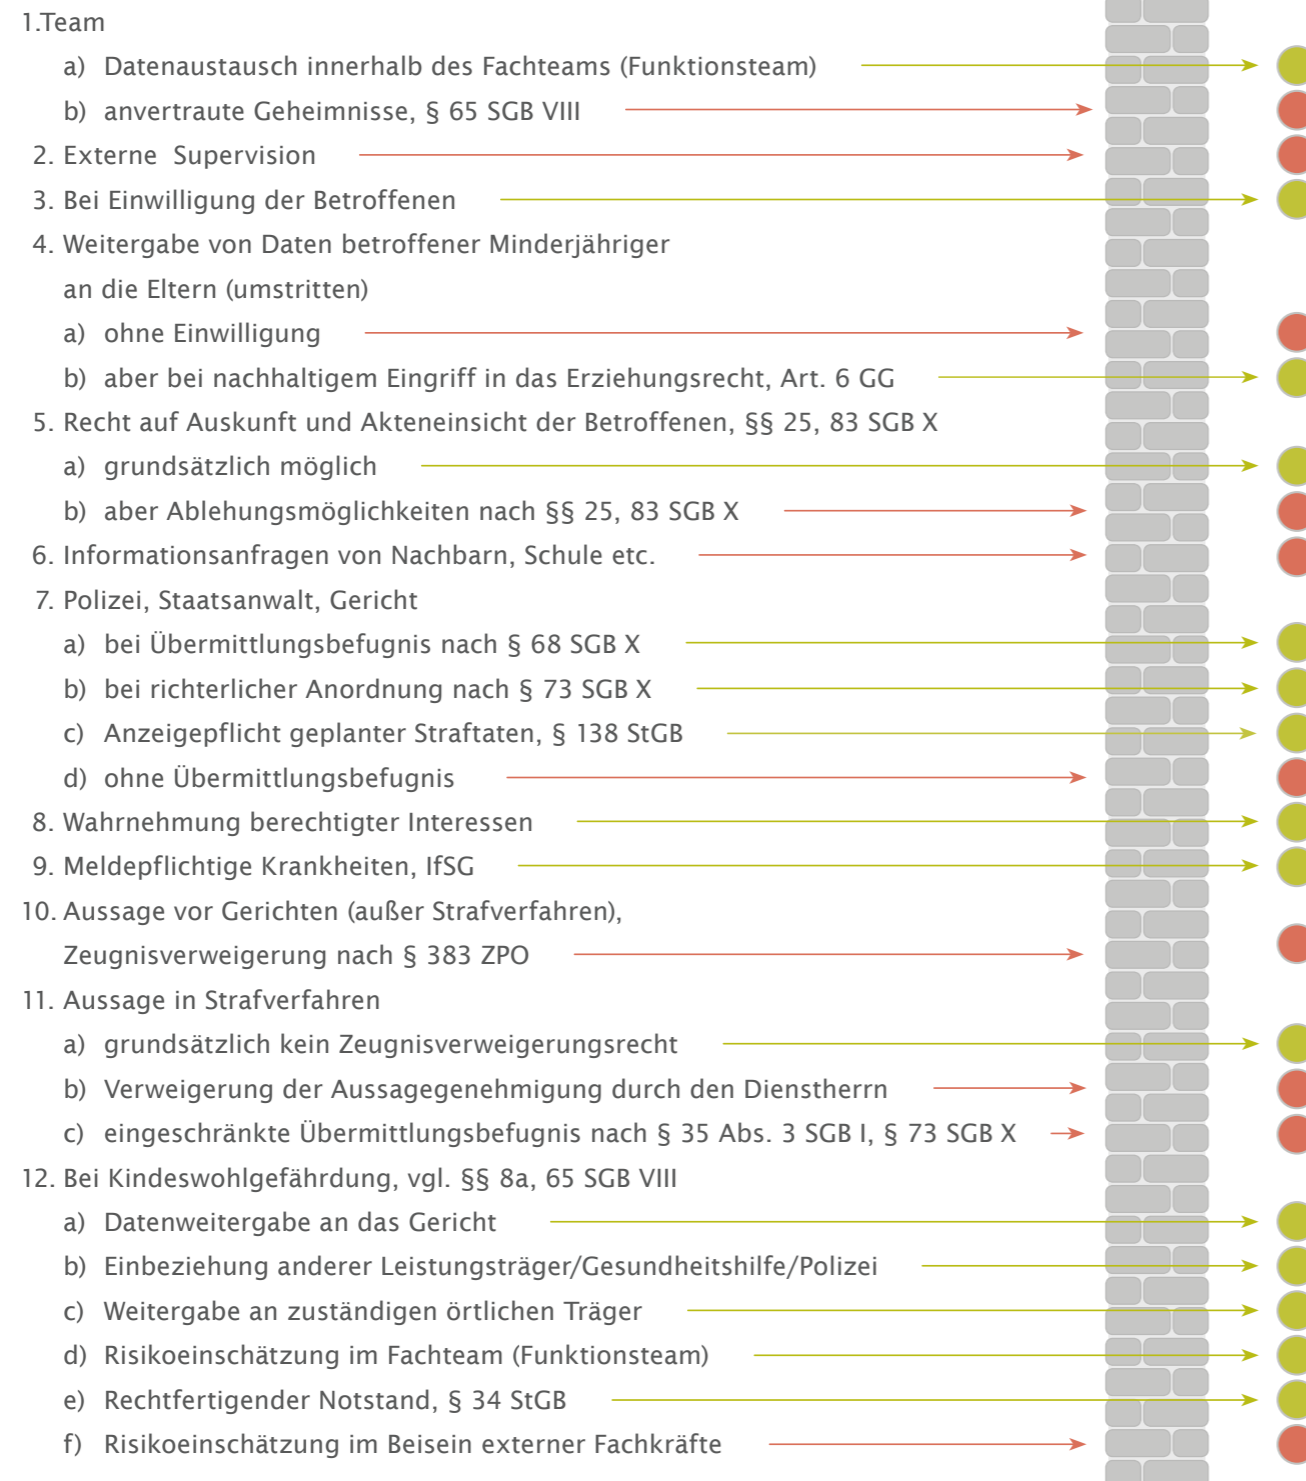 1.Team
a) Datenaustausch innerhalb des Fachteams (Funktionsteam)
b) anvertraute Geheimnisse, § 65 SGB VIII
2. Externe Supervision
3. Bei Einwilligung der Betroffenen
4. Weitergabe von Daten betroffener Minderjähriger
an die Eltern (umstritten)
a) ohne Einwilligung
b) aber bei nachhaltigem Eingriff in das Erziehungsrecht, Art. 6 GG
5. Recht auf Auskunft und Akteneinsicht der Betroffenen, §§ 25, 83 SGB X
a) grundsätzlich möglich
b) aber Ablehungsmöglichkeiten nach §§ 25, 83 SGB X
6. Informationsanfragen von Nachbarn, Schule etc.
7. Polizei, Staatsanwalt, Gericht
a) bei Übermittlungsbefugnis nach § 68 SGB X
b) bei richterlicher Anordnung nach § 73 SGB X
c) Anzeigepflicht geplanter Straftaten, § 138 StGB
d) ohne Übermittlungsbefugnis
8. Wahrnehmung berechtigter Interessen
9. Meldepflichtige Krankheiten, IfSG
10. Aussage vor Gerichten (außer Strafverfahren),
Zeugnisverweigerung nach § 383 ZPO
11. Aussage in Strafverfahren
a) grundsätzlich kein Zeugnisverweigerungsrecht
b) Verweigerung der Aussagegenehmigung durch den Dienstherrn
c) eingeschränkte Übermittlungsbefugnis nach § 35 Abs. 3 SGB I, § 73 SGB X
12. Bei Kindeswohlgefährdung, vgl. §§ 8a, 65 SGB VIII
a) Datenweitergabe an das Gericht
b) Einbeziehung anderer Leistungsträger/Gesundheitshilfe/Polizei
c) Weitergabe an zuständigen örtlichen Träger
d) Risikoeinschätzung im Fachteam (Funktionsteam)
e) Rechtfertigender Notstand, § 34 StGB
f) Risikoeinschätzung im Beisein externer Fachkräfte